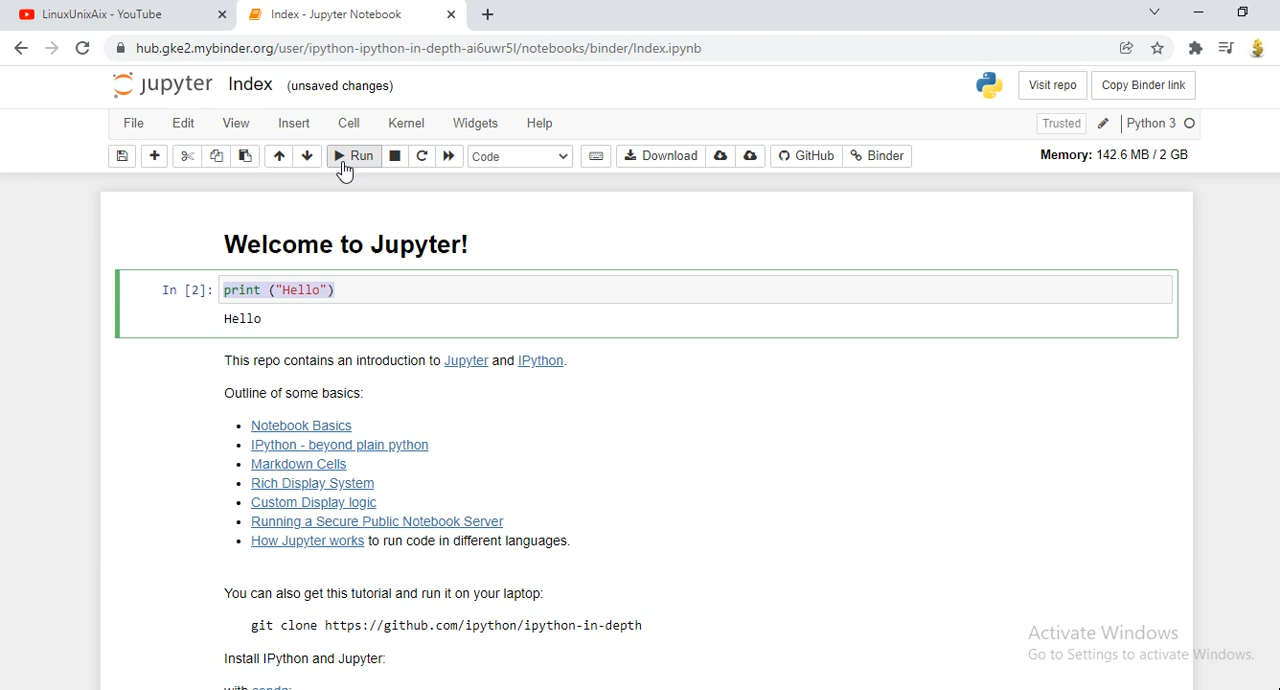 LinuxUnixAix - YouTube
Index - Jupyter Notebook
hub.gke2.mybinder.org/user/ipython-ipython-in-depth-ai6uwr5l/notebooks/binder/Index.ipynb
jupyter Index (unsaved changes)
Visit repo
Copy Binder link
File Edit View Insert Cell Kernel Widgets Help
Trusted
Python 3
Run
Code
Download
GitHub
Binder
Memory: 142.6 MB / 2 GB
Welcome to Jupyter!
In [2]: print ("Hello")
Hello
This repo contains an introduction to Jupyter and IPython.
Outline of some basics:
• Notebook Basics
• IPython - beyond plain python
• Markdown Cells
• Rich Display System
• Custom Display logic
• Running a Secure Public Notebook Server
• How Jupyter works to run code in different languages.
You can also get this tutorial and run it on your laptop:
git clone https://github.com/ipython/ipython-in-depth
Install IPython and Jupyter:
with conda:
Activate Windows
Go to Settings to activate Windows.